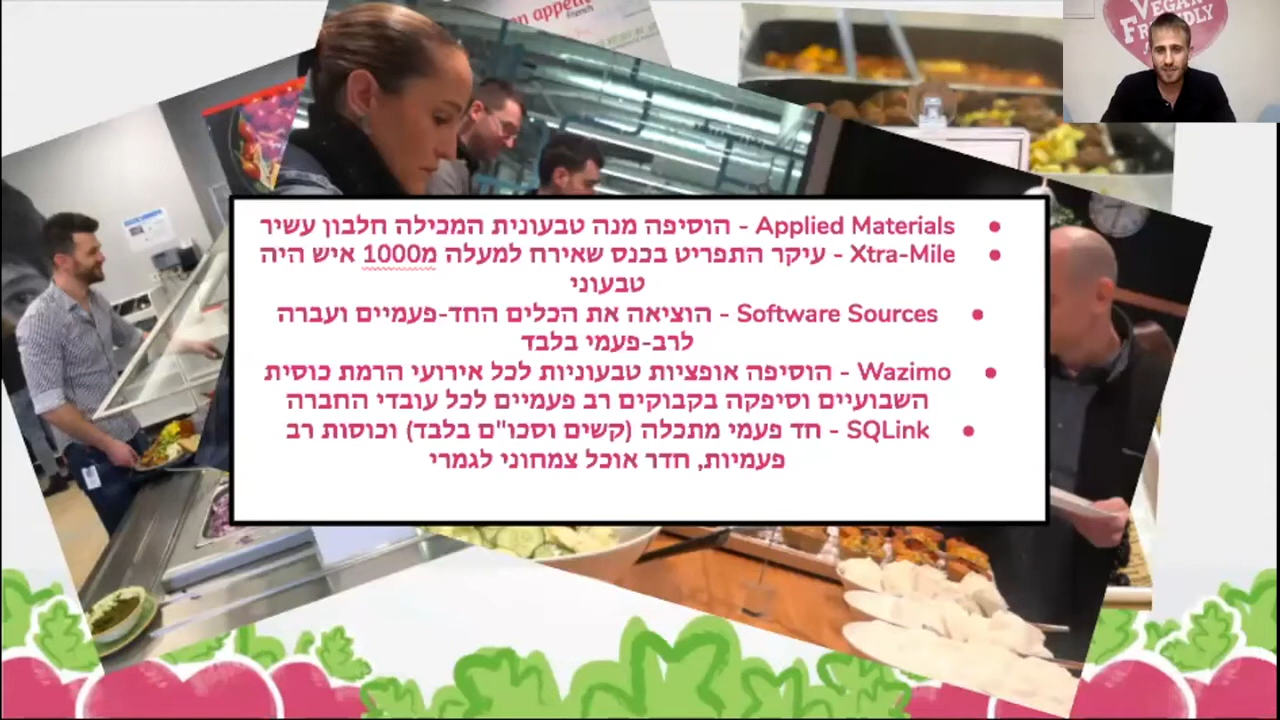 on appétit
French
VEGAN
FRIENDLY
Applied Materials - הוסיפה מנה טבעונית המכילה חלבון עשיר
Xtra-Mile - עיקר התפריט בכנס שאירח למעלה מ1000 איש היה
טבעוני
Software Sources - הוציאה את הכלים החד-פעמיים ועברה
לרב-פעמי בלבד
Wazimo - הוסיפה אופציות טבעוניות לכל אירועי הרמת כוסית
השבועיים וסיפקה בקבוקים רב פעמיים לכל עובדי החברה
SQLink - חד פעמי מתכלה (קשים וסכו"ם בלבד) וכוסות רב
פעמיות, חדר אוכל צמחוני לגמרי